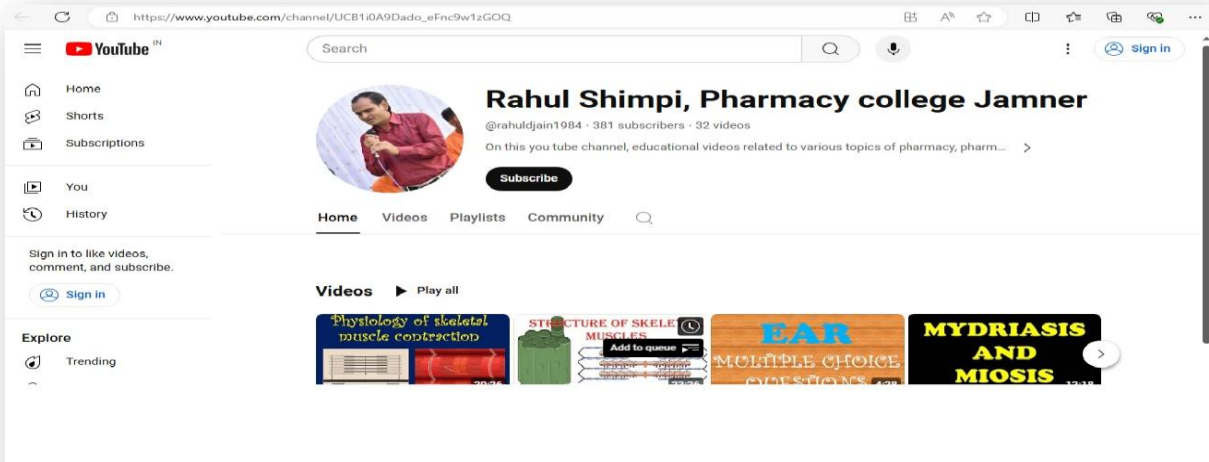 https://www.youtube.com/channel/UCB1i0A9Dado_eFnc9w1zGOQ
YouTube IN
Search
Sign in
Home
Shorts
Subscriptions
You
History
Sign in to like videos,
comment, and subscribe.
Sign in
Explore
Trending
Rahul Shimpi, Pharmacy college Jamner
@rahuldjain1984 · 381 subscribers · 32 videos
On this you tube channel, educational videos related to various topics of pharmacy, pharm...
Subscribe
Home Videos Playlists Community
Videos Play all
Physiology of skeletal
muscle contraction
STRUCTURE OF SKELE
MUSCLES
Add to queue
EAR
MULTIPLE CHOICE
QUESTIONS
4:28
MYDRIASIS
AND
MIOSIS